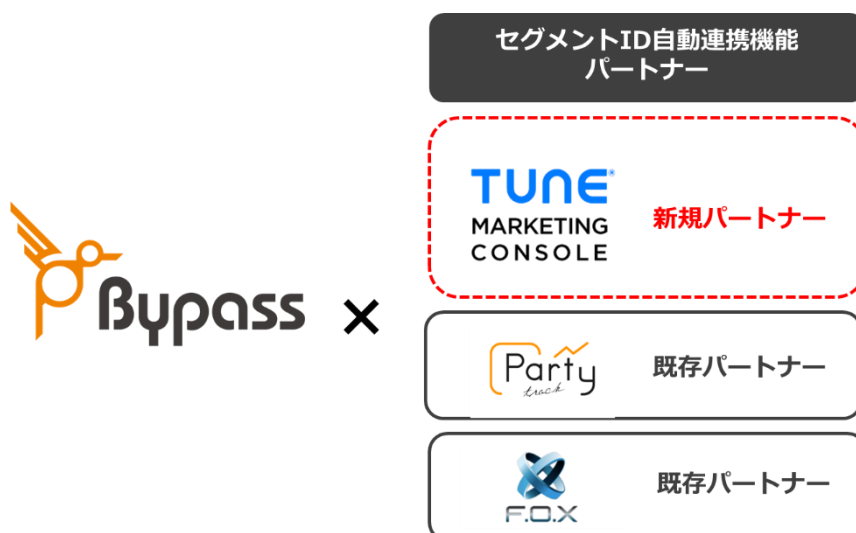 セグメントID自動連携機能
パートナー
TUNE®
MARKETING
CONSOLE
新規パートナー
Bypass
×
Party
track
既存パートナー
F.O.X
既存パートナー